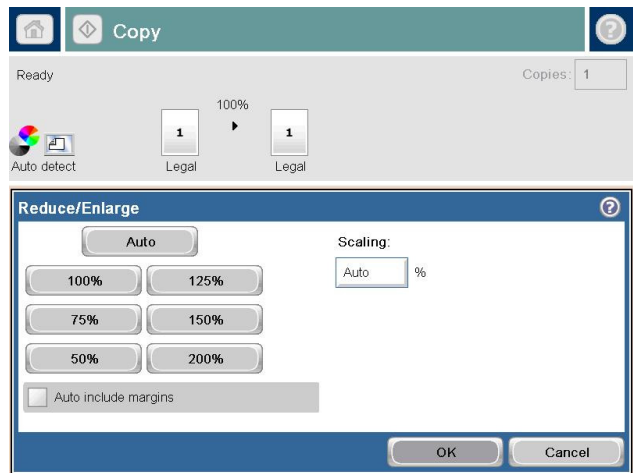 Copy
Ready
Copies: 1
100%
1
1
Auto detect
Legal
Legal
Reduce/Enlarge
Auto
Scaling:
Auto %
100%
125%
75%
150%
50%
200%
Auto include margins
OK
Cancel